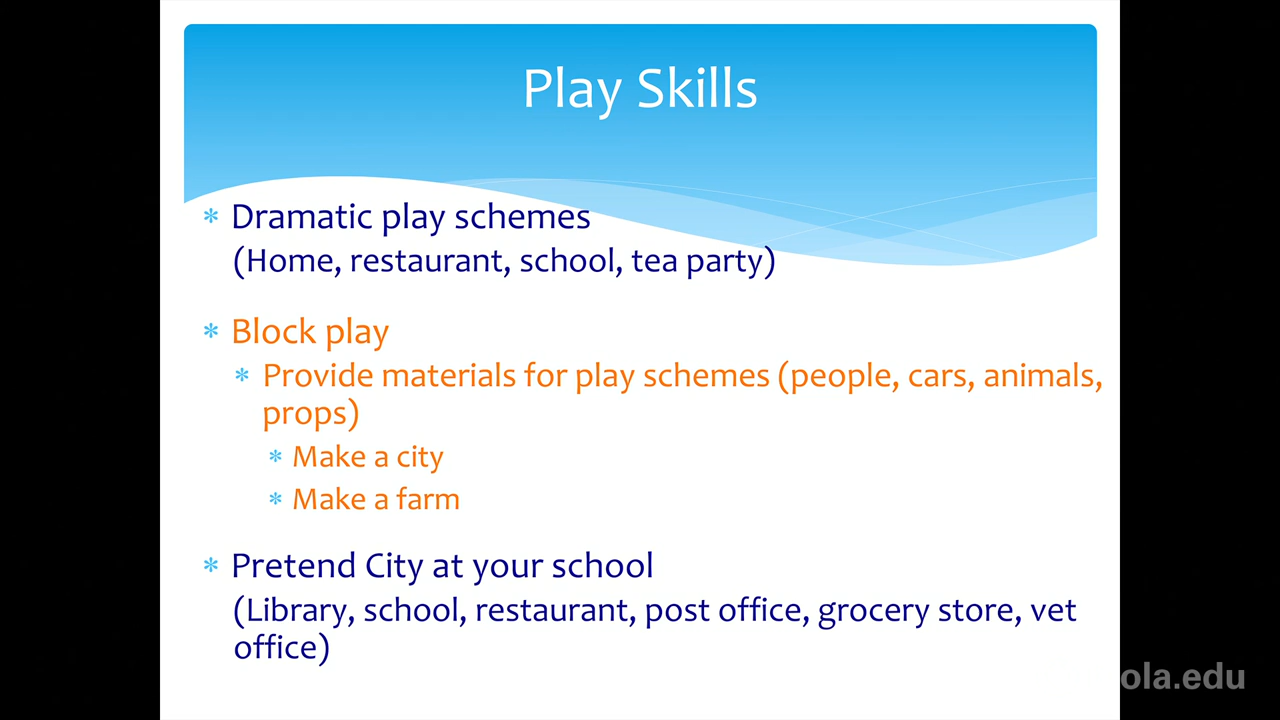 Play Skills
* Dramatic play schemes
(Home, restaurant, school, tea party)
* Block play
* Provide materials for play schemes (people, cars, animals,
props)
* Make a city
* Make a farm
* Pretend City at your school
(Library, school, restaurant, post office, grocery store, vet
office)
ola.edu